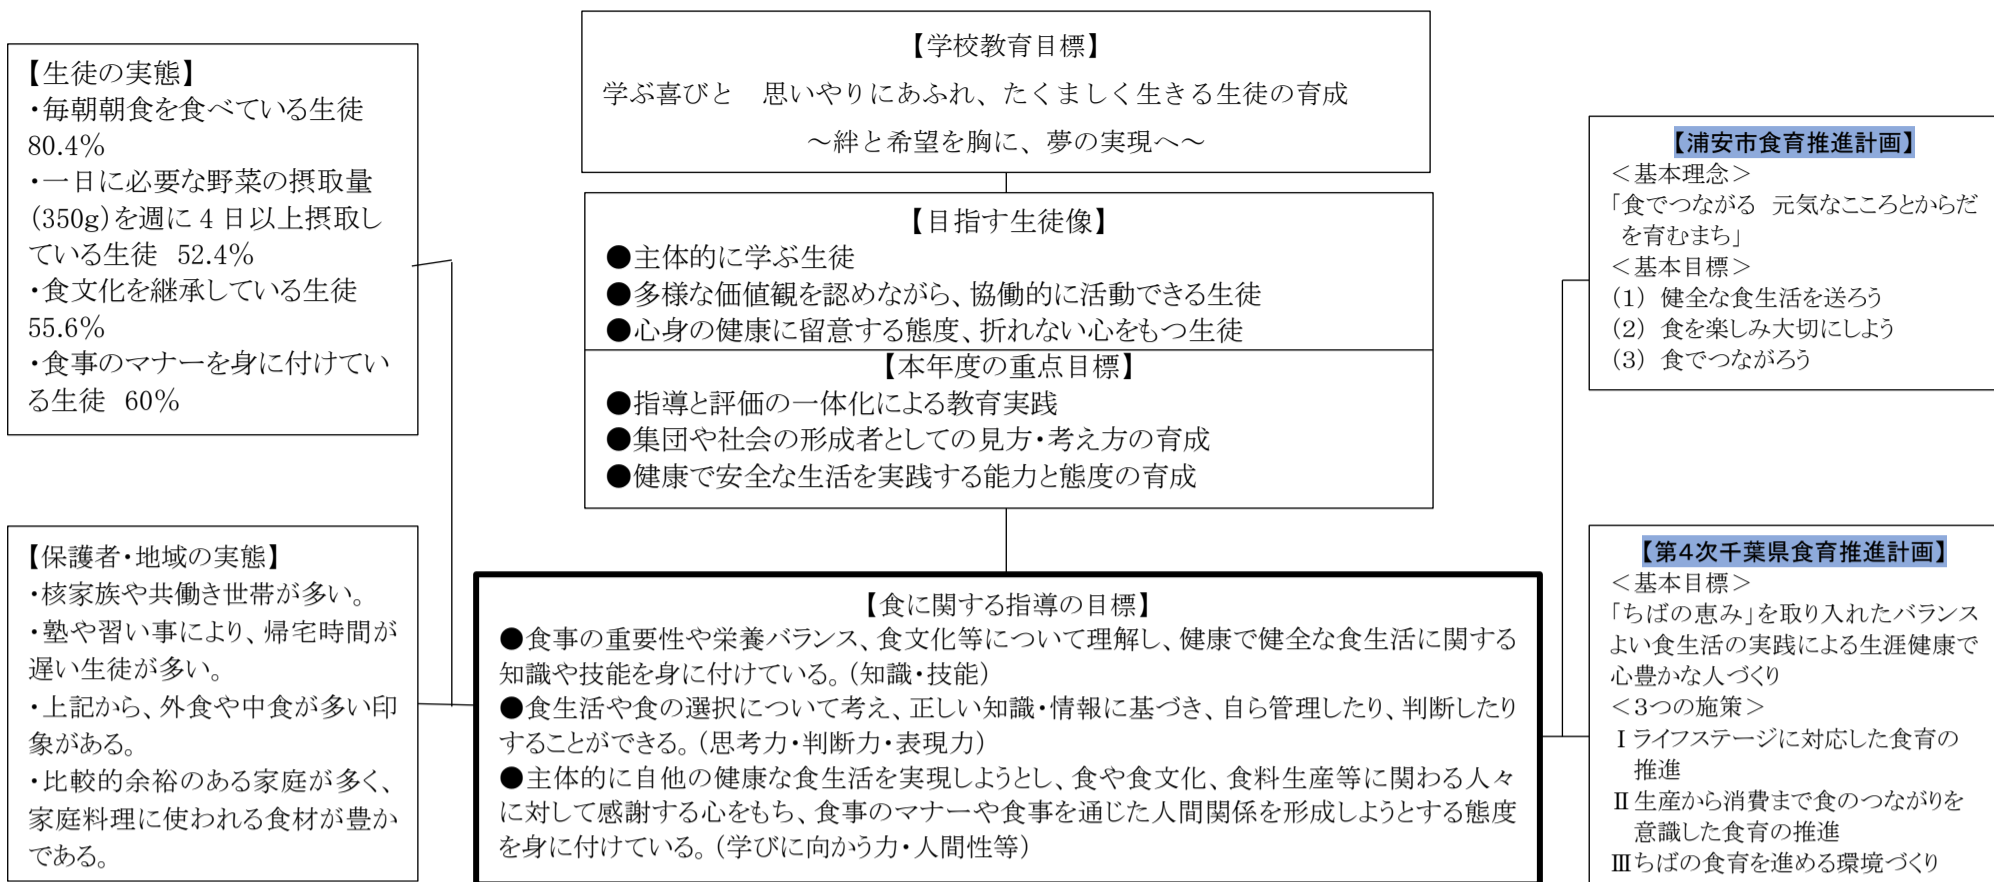 【学校教育目標】
学ぶ喜びと　思いやりにあふれ、たくましく生きる生徒の育成
～絆と希望を胸に、夢の実現へ～
【生徒の実態】
・毎朝朝食を食べている生徒
80.4%
・一日に必要な野菜の摂取量
(350g)を週に 4 日以上摂取し
ている生徒　52.4%
・食文化を継承している生徒
55.6%
・食事のマナーを身に付けてい
る生徒　60%
【目指す生徒像】
●主体的に学ぶ生徒
●多様な価値観を認めながら、協働的に活動できる生徒
●心身の健康に留意する態度、折れない心をもつ生徒
【本年度の重点目標】
●指導と評価の一体化による教育実践
●集団や社会の形成者としての見方・考え方の育成
●健康で安全な生活を実践する能力と態度の育成
【浦安市食育推進計画】
＜基本理念＞
「食でつながる　元気なこころとからだ
を育むまち」
＜基本目標＞
(1) 健全な食生活を送ろう
(2) 食を楽しみ大切にしよう
(3) 食でつながろう
【保護者・地域の実態】
・核家族や共働き世帯が多い。
・塾や習い事により、帰宅時間が
遅い生徒が多い。
・上記から、外食や中食が多い印
象がある。
・比較的余裕のある家庭が多く、
家庭料理に使われる食材が豊か
である。
【食に関する指導の目標】
●食事の重要性や栄養バランス、食文化等について理解し、健康で健全な食生活に関する
知識や技能を身に付けている。(知識・技能)
●食生活や食の選択について考え、正しい知識・情報に基づき、自ら管理したり、判断したり
することができる。(思考力・判断力・表現力)
●主体的に自他の健康な食生活を実現しようとし、食や食文化、食料生産等に関わる人々
に対して感謝する心をもち、食事のマナーや食事を通じた人間関係を形成しようとする態度
を身に付けている。(学びに向かう力・人間性等)
【第4次千葉県食育推進計画】
＜基本目標＞
「ちばの恵み」を取り入れたバランス
よい食生活の実践による生涯健康で
心豊かな人づくり
＜3つの施策＞
Ⅰライフステージに対応した食育の
推進
Ⅱ生産から消費まで食のつながりを
意識した食育の推進
Ⅲちばの食育を進める環境づくり